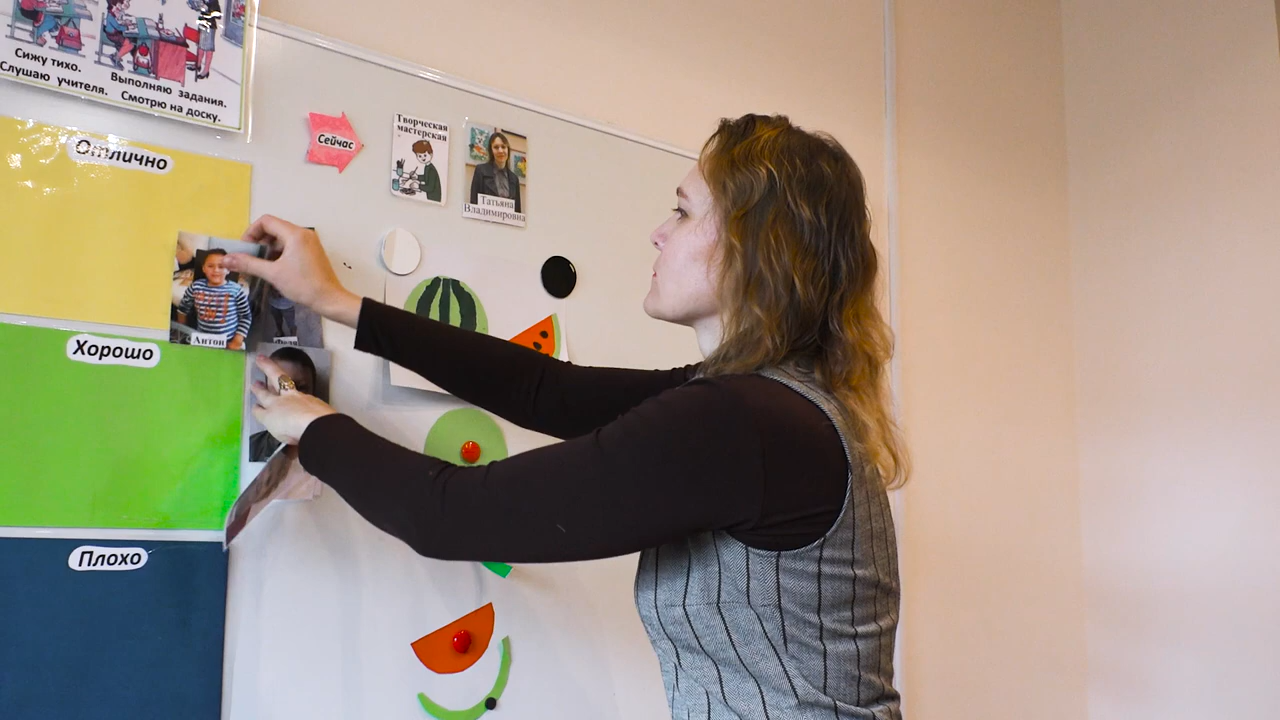 Сижу тихо.
Слушаю учителя.
Выполняю задания.
Смотрю на доску.
Отлично
Сейчас
Творческая
мастерская
Татьяна
Владимировна
Антон
Хорошо
Плохо